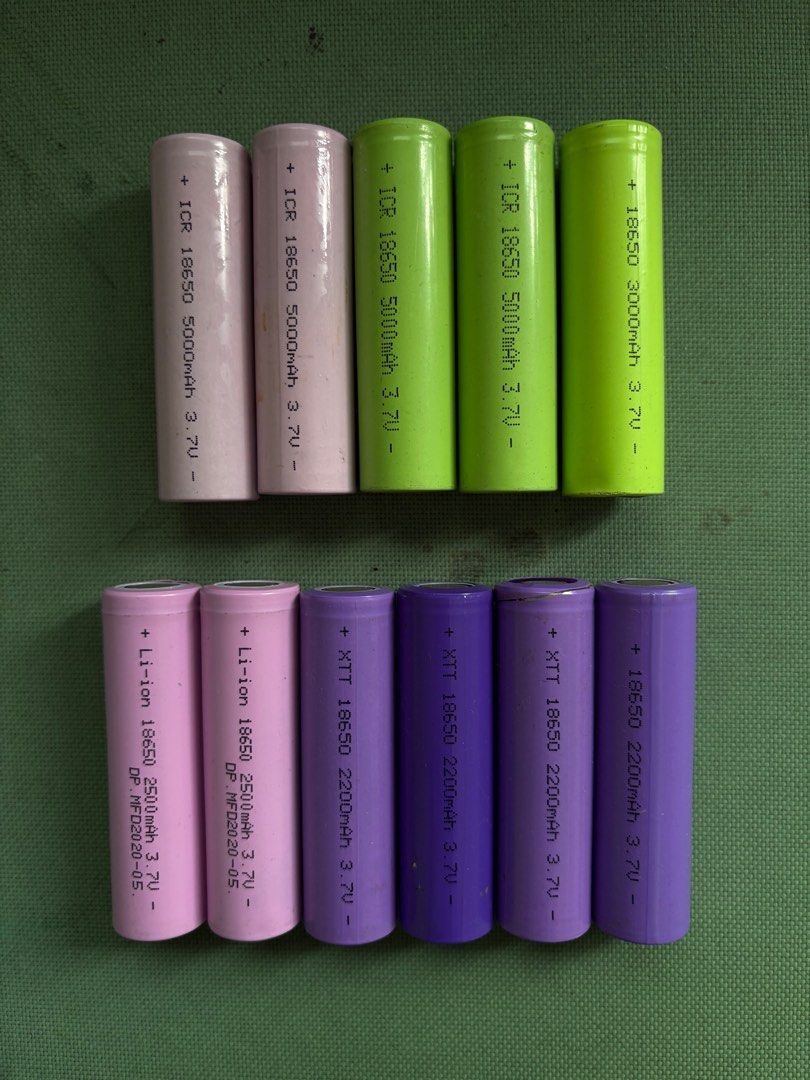 + ICR 18650 5000mAh 3.7V -
+ ICR 18650 5000mAh 3.7V -
+ ICR 18650 5000mAh 3.7V -
+ ICR 18650 5000mAh 3.7V -
+ 18650 3000mAh 3.7V -
+ Li-ion 18650 2500mAh 3.7V -
DP.MFD2020-05.
+ Li-ion 18650 2500mAh 3.7V -
DP.MFD2020-05.
+ XTT 18650 2200mAh 3.7V -
+ XTT 18650 2200mAh 3.7V -
+ XTT 18650 2200mAh 3.7V -
+ 18650 2200mAh 3.7V -